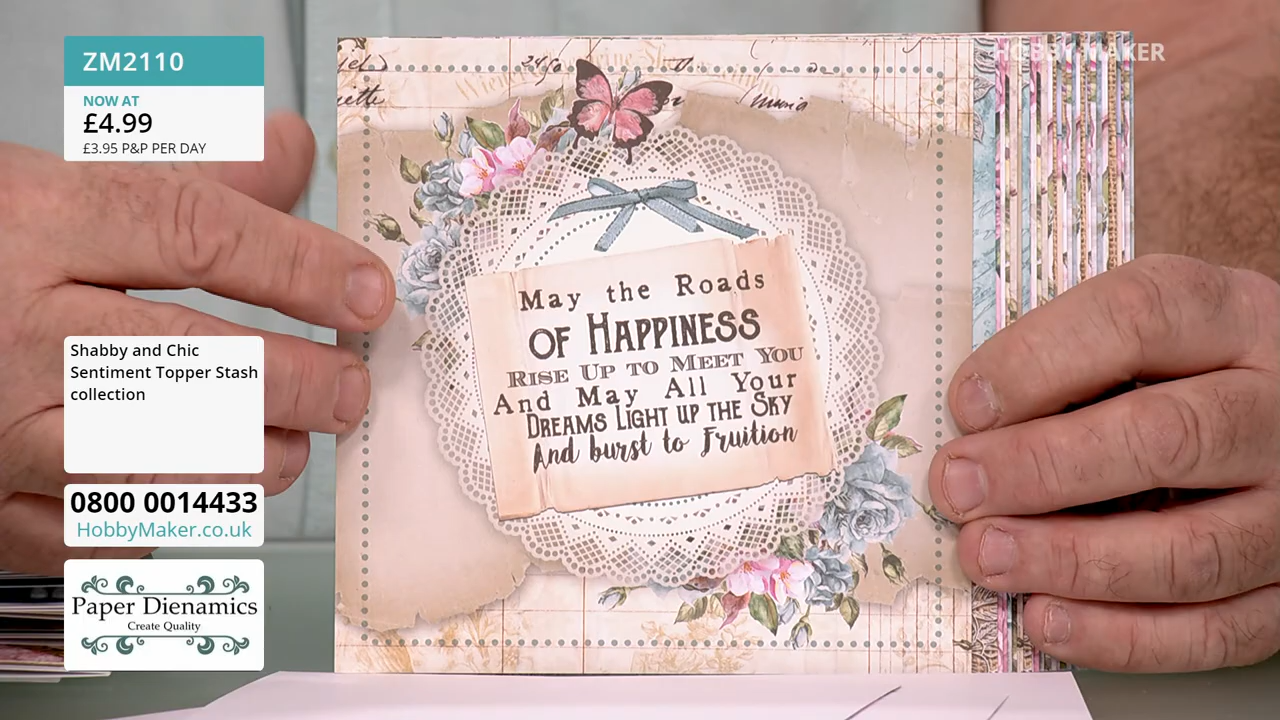 ZM2110
NOW AT
£4.99
£3.95 P&P PER DAY
HOBBY MAKER
May the Roads
OF HAPPINESS
RISE UP TO MEET YOU
And May All Your
DREAMS LIGHT UP THE SKY
And burst to Fruition
Shabby and Chic
Sentiment Topper Stash
collection
0800 0014433
HobbyMaker.co.uk
Paper Dienamics
Create Quality